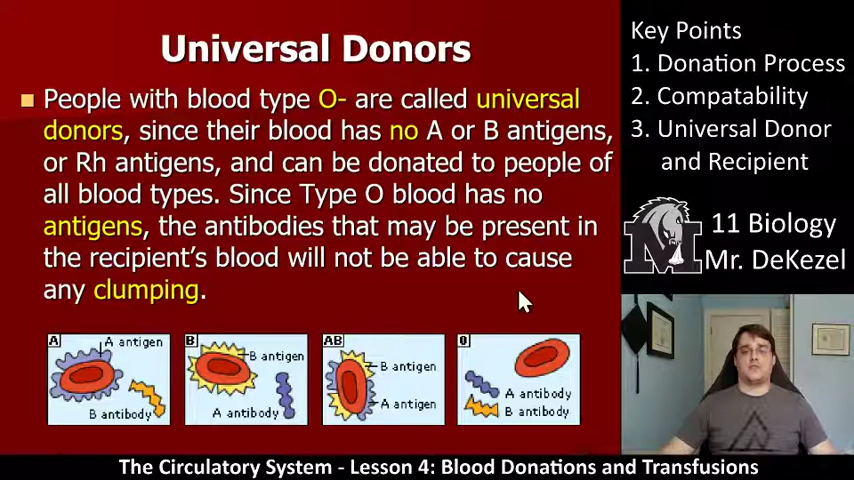 Universal Donors
People with blood type O- are called universal
donors, since their blood has no A or B antigens,
or Rh antigens, and can be donated to people of
all blood types. Since Type O blood has no
antigens, the antibodies that may be present in
the recipient's blood will not be able to cause
any clumping.
A
A antigen
B antibody
B
B antigen
A antibody
AB
B antigen
A antigen
O
A antibody
B antibody
Key Points
1. Donation Process
2. Compatability
3. Universal Donor
and Recipient
M
11 Biology
Mr. DeKezel
The Circulatory System - Lesson 4: Blood Donations and Transfusions